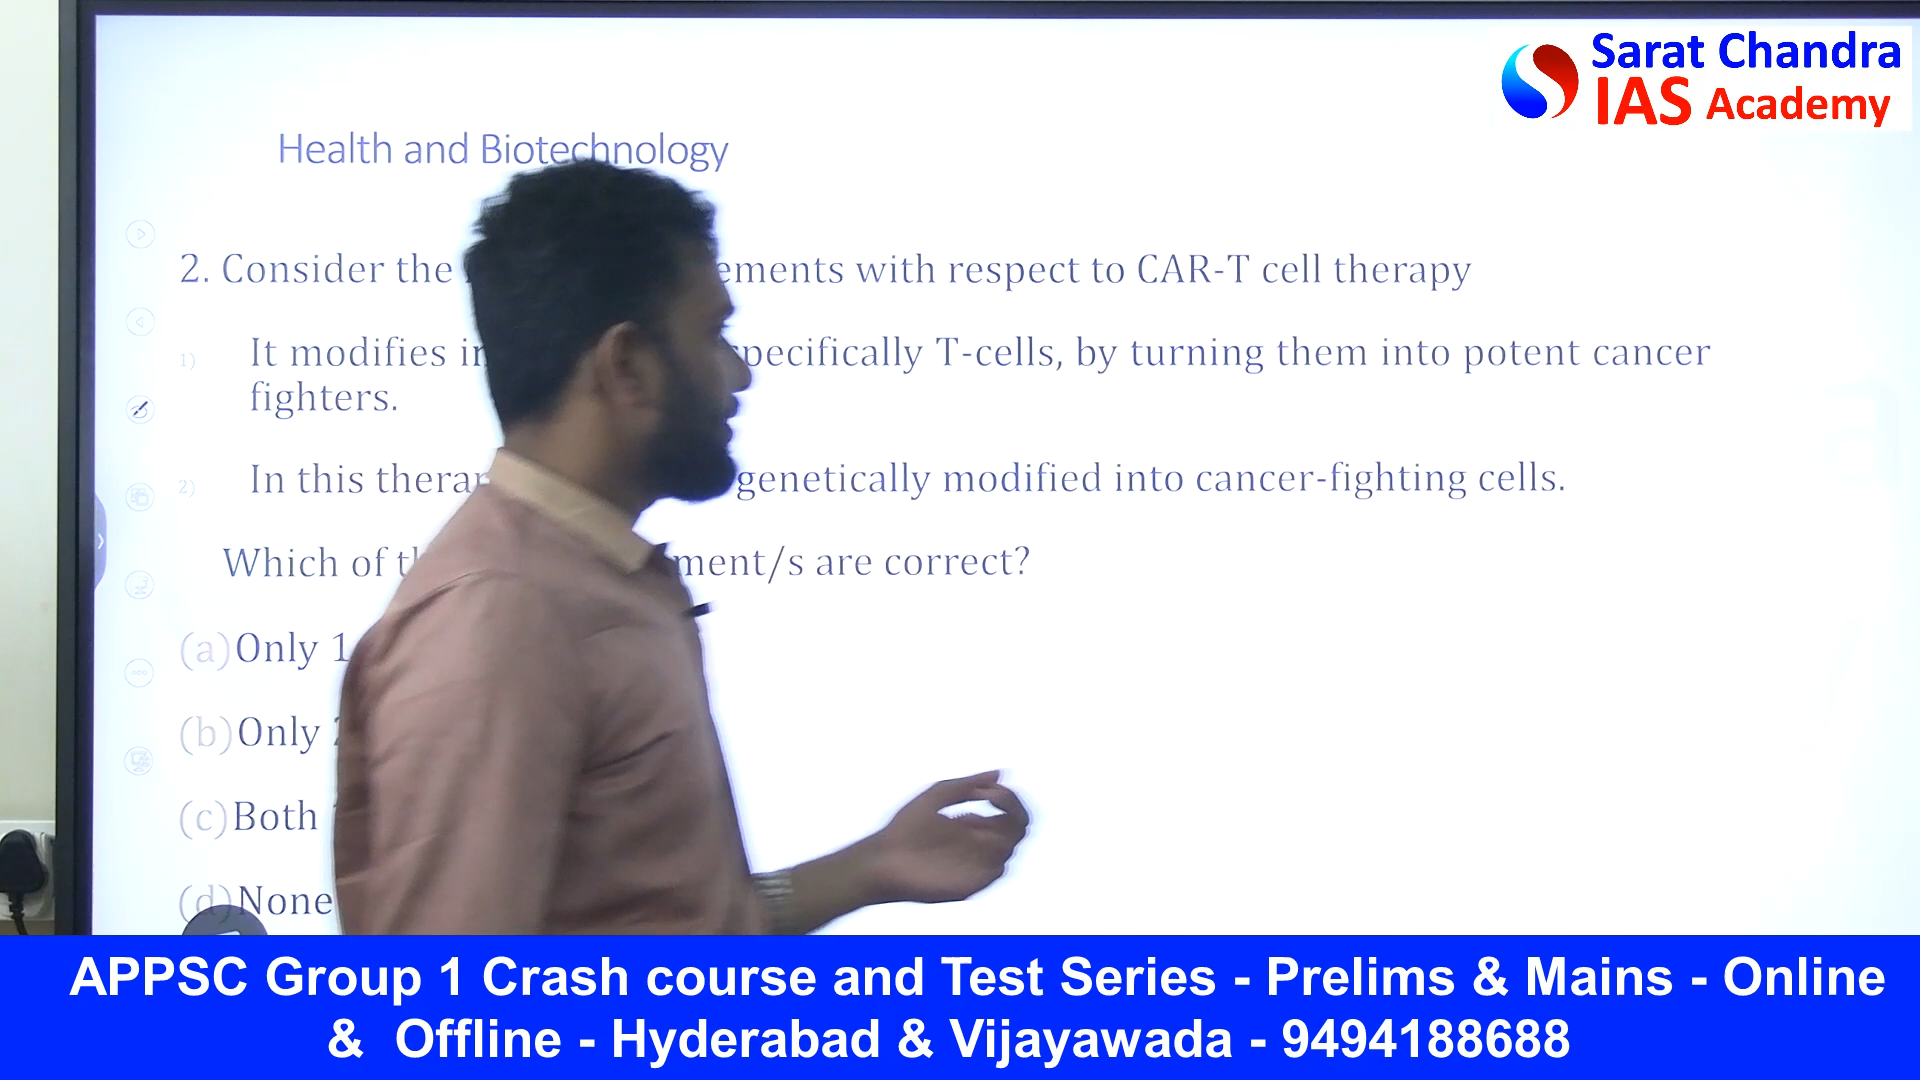 Sarat Chandra
IAS Academy
Health and Biotechnology
2. Consider the ements with respect to CAR-T cell therapy
1) It modifies specifically T-cells, by turning them into potent cancer
fighters.
2) In this genetically modified into cancer-fighting cells.
Which of ment/s are correct?
(a) Only 1
(b) Only
(c) Both
(d) None
APPSC Group 1 Crash course and Test Series - Prelims & Mains - Online
& Offline - Hyderabad & Vijayawada - 9494188688